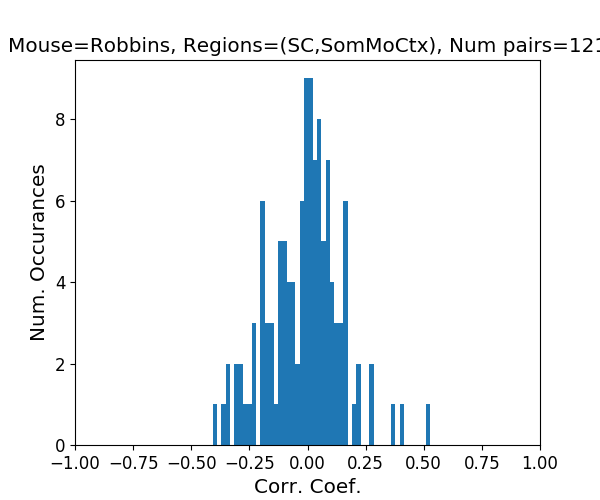 Mouse=Robbins, Regions=(SC,SomMoCtx), Num pairs=121
8
6
4
2
0
Num. Occurances
−1.00 −0.75 −0.50 −0.25 0.00 0.25 0.50 0.75 1.00
Corr. Coef.